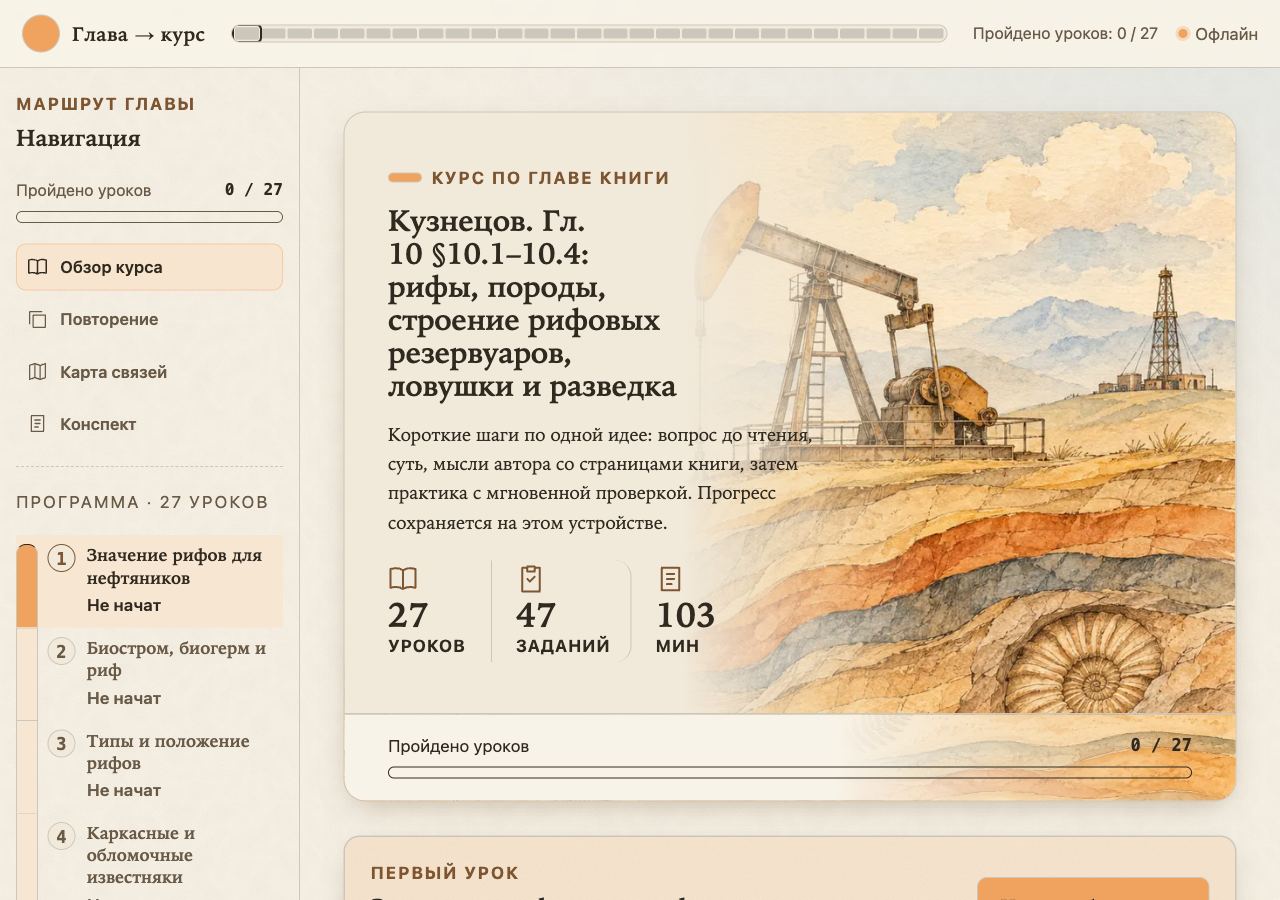 Глава → курс
Пройдено уроков: 0 / 27
Офлайн
МАРШРУТ ГЛАВЫ
Навигация
Пройдено уроков 0 / 27
Обзор курса
Повторение
Карта связей
Конспект
ПРОГРАММА · 27 УРОКОВ
1 Значение рифов для
нефтяников
Не начат
2 Биостром, биогерм и
риф
Не начат
3 Типы и положение
рифов
Не начат
4 Каркасные и
обломочные
известняки
КУРС ПО ГЛАВЕ КНИГИ
Кузнецов. Гл.
10 §10.1–10.4:
рифы, породы,
строение рифовых
резервуаров,
ловушки и разведка
Короткие шаги по одной идее: вопрос до чтения,
суть, мысли автора со страницами книги, затем
практика с мгновенной проверкой. Прогресс
сохраняется на этом устройстве.
27 47 103
УРОКОВ ЗАДАНИЙ МИН
Пройдено уроков 0 / 27
ПЕРВЫЙ УРОК